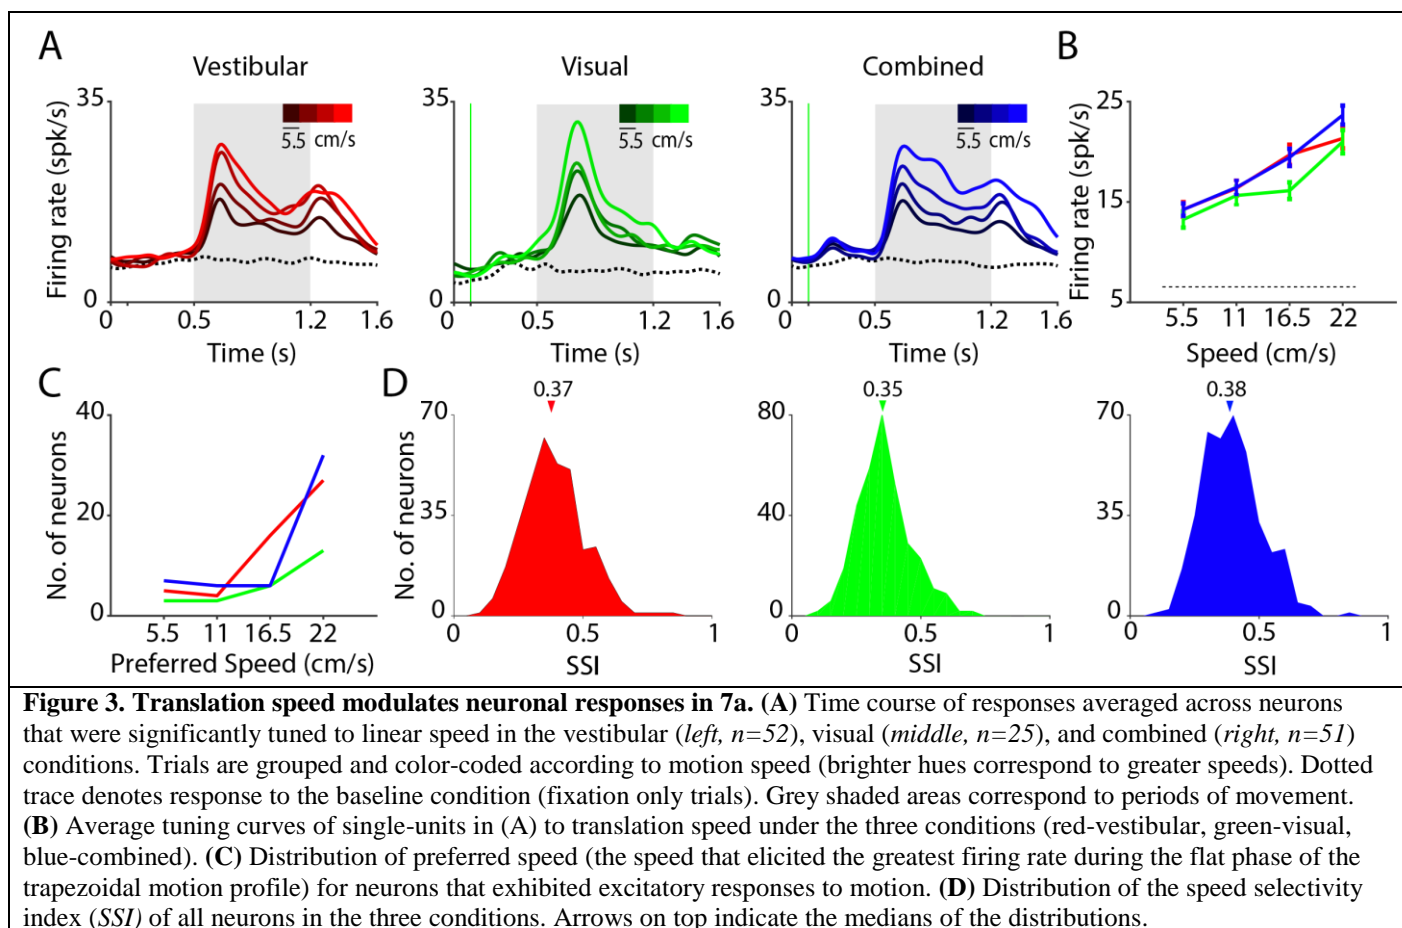 A
Vestibular
Visual
Combined
B
35
0
Firing rate (spk/s)
5.5 cm/s
0 0.5 1.2 1.6
Time (s)
35
0
5.5 cm/s
0 0.5 1.2 1.6
Time (s)
35
0
5.5 cm/s
0 0.5 1.2 1.6
Time (s)
25
15
5
Firing rate (spk/s)
5.5 11 16.5 22
Speed (cm/s)
C
40
20
0
No. of neurons
5.5 11 16.5 22
Preferred Speed (cm/s)
D
0.37
70
35
0
No. of neurons
0 0.5 1
SSI
0.35
80
40
0
0 0.5 1
SSI
0.38
70
35
0
0 0.5 1
SSI
Figure 3. Translation speed modulates neuronal responses in 7a. (A) Time course of responses averaged across neurons
that were significantly tuned to linear speed in the vestibular (left, n=52), visual (middle, n=25), and combined (right, n=51)
conditions. Trials are grouped and color-coded according to motion speed (brighter hues correspond to greater speeds). Dotted
trace denotes response to the baseline condition (fixation only trials). Grey shaded areas correspond to periods of movement.
(B) Average tuning curves of single-units in (A) to translation speed under the three conditions (red-vestibular, green-visual,
blue-combined). (C) Distribution of preferred speed (the speed that elicited the greatest firing rate during the flat phase of the
trapezoidal motion profile) for neurons that exhibited excitatory responses to motion. (D) Distribution of the speed selectivity
index (SSI) of all neurons in the three conditions. Arrows on top indicate the medians of the distributions.